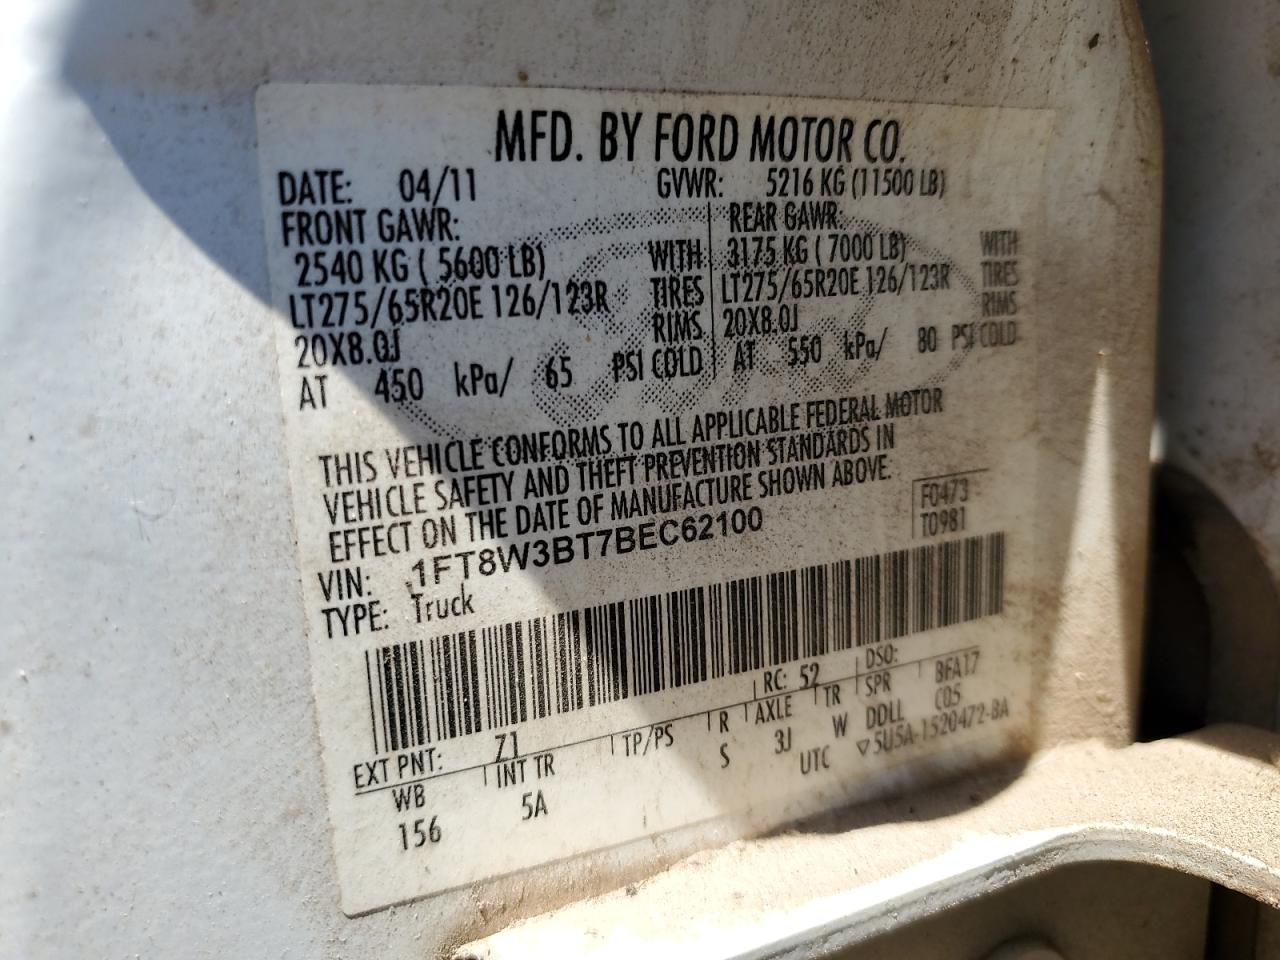 MFD. BY FORD MOTOR CO.
DATE: 04/11 GVWR: 5216 KG (11500 LB)
FRONT GAWR: REAR GAWR:
2540 KG ( 5600 LB) WITH 3175 KG ( 7000 LB) WITH
LT275/65R20E 126/123R TIRES LT275/65R20E 126/123R TIRES
20X8.0J RIMS 20X8.0J RIMS
AT 450 kPa/ 65 PSI COLD AT 550 kPa/ 80 PSI COLD
THIS VEHICLE CONFORMS TO ALL APPLICABLE FEDERAL MOTOR
VEHICLE SAFETY AND THEFT PREVENTION STANDARDS IN
EFFECT ON THE DATE OF MANUFACTURE SHOWN ABOVE.
F0473
T0981
VIN: 1FT8W3BT7BEC62100
TYPE: Truck
EXT PNT: Z1 RC: 52 DSO:
WB INT TR TP/PS R AXLE TR SPR BFA17
156 5A S 3J W DDLL C05
UTC ▽5U5A-1520472-BA